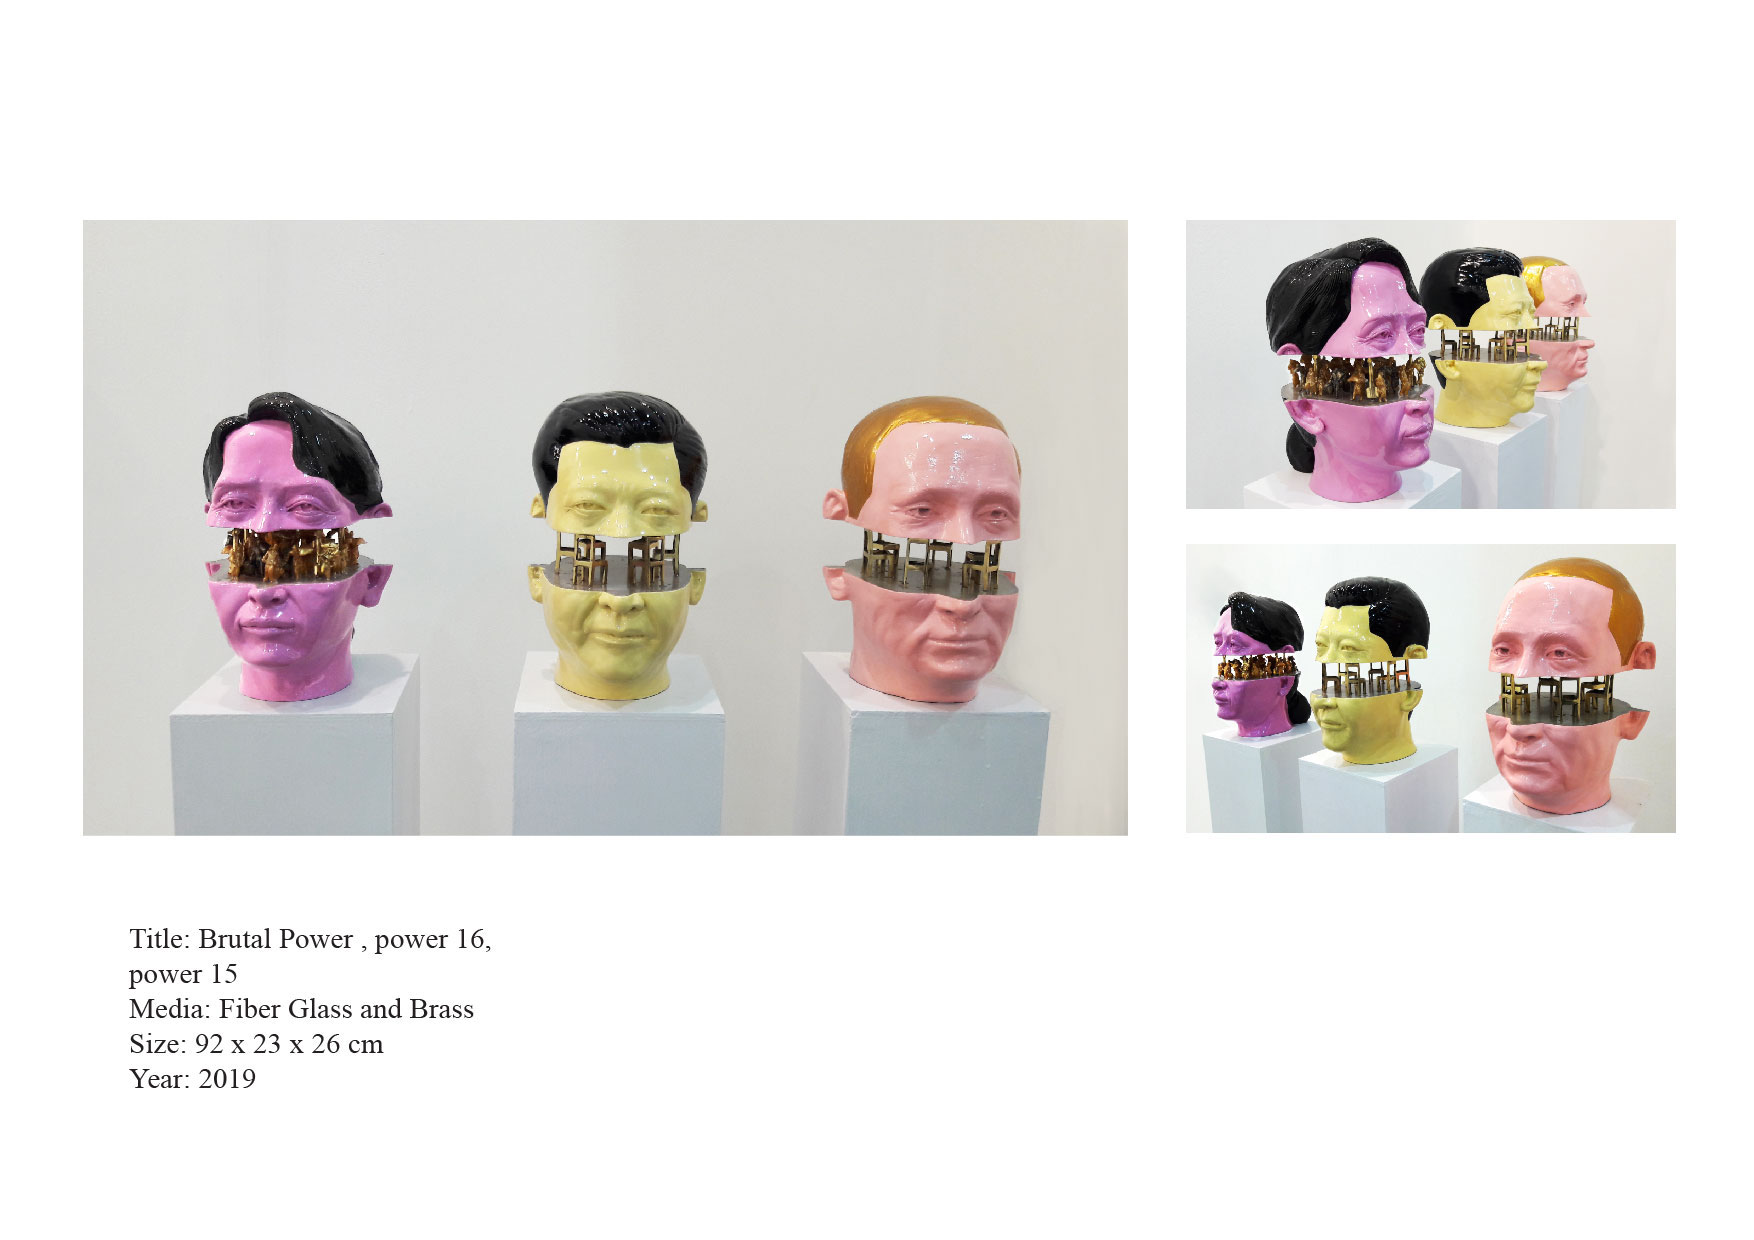 Title: Brutal Power , power 16,
power 15
Media: Fiber Glass and Brass
Size: 92 x 23 x 26 cm
Year: 2019